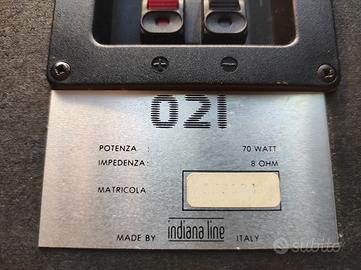 + -
021
POTENZA : 70 WATT
IMPEDENZA : 8 OHM
MATRICOLA
MADE BY indiana line ITALY
subito